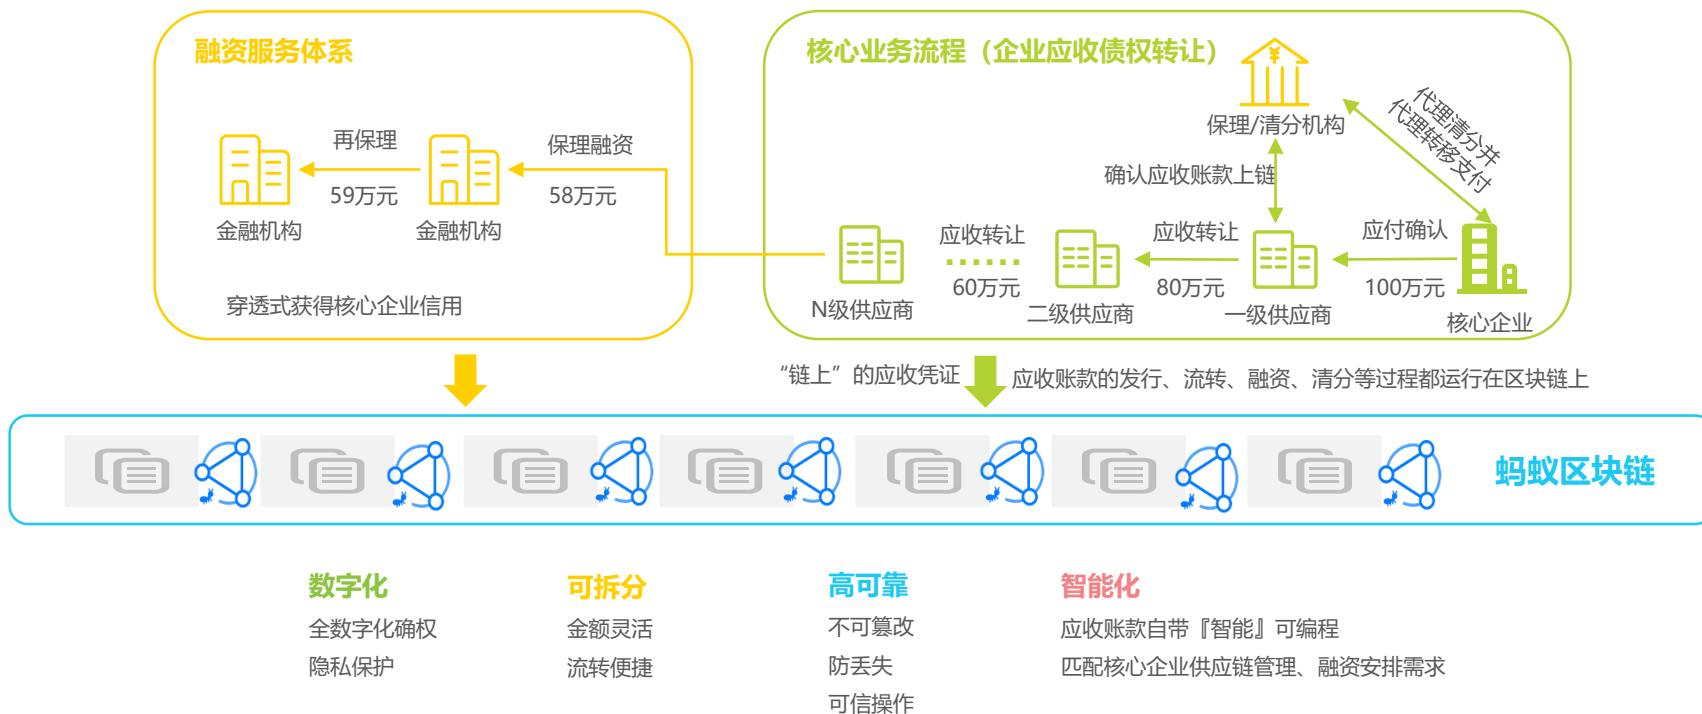 融资服务体系
再保理
59万元
保理融资
58万元
金融机构
金融机构
穿透式获得核心企业信用
核心业务流程（企业应收债权转让）
¥
保理/清分机构
代理清分并
代理转移支付
确认应收账款上链
应收转让
60万元
应收转让
80万元
应付确认
100万元
N级供应商
二级供应商
一级供应商
核心企业
“链上”的应收凭证
应收账款的发行、流转、融资、清分等过程都运行在区块链上
蚂蚁区块链
数字化
全数字化确权
隐私保护
可拆分
金额灵活
流转便捷
高可靠
不可篡改
防丢失
可信操作
智能化
应收账款自带『智能』可编程
匹配核心企业供应链管理、融资安排需求